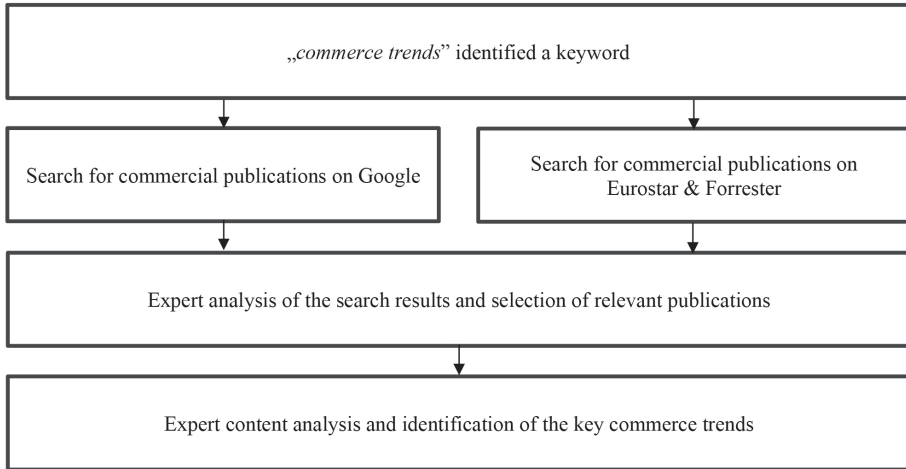 „commerce trends” identified a keyword
Search for commercial publications on Google
Search for commercial publications on
Eurostar & Forrester
Expert analysis of the search results and selection of relevant publications
Expert content analysis and identification of the key commerce trends